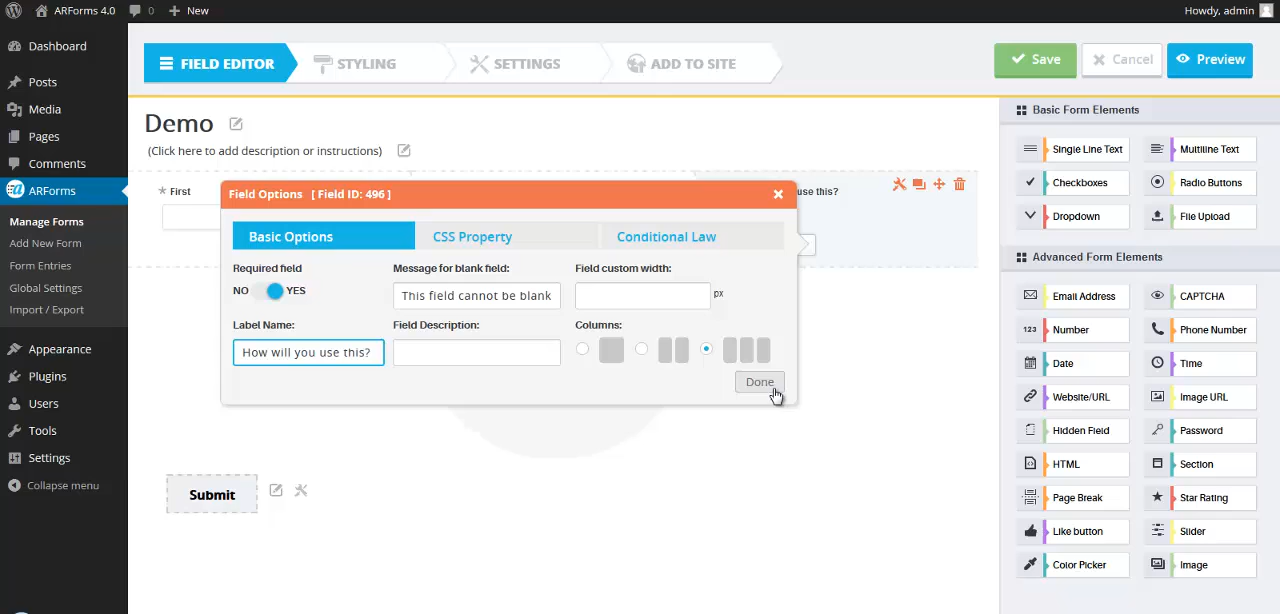 ARForms 4.0
0
New
Howdy, admin
Dashboard
Posts
Media
Pages
Comments
ARForms
Manage Forms
Add New Form
Form Entries
Global Settings
Import / Export
Appearance
Plugins
Users
Tools
Settings
Collapse menu
FIELD EDITOR
STYLING
SETTINGS
ADD TO SITE
Save
Cancel
Preview
Demo
(Click here to add description or instructions)
* First
use this?
Field Options [ Field ID: 496 ]
Basic Options
CSS Property
Conditional Law
Required field
NO
YES
Message for blank field:
This field cannot be blank
Field custom width:
px
Label Name:
How will you use this?
Field Description:
Columns:
Done
Submit
Basic Form Elements
Single Line Text
Multiline Text
Checkboxes
Radio Buttons
Dropdown
File Upload
Advanced Form Elements
Email Address
CAPTCHA
123 Number
Phone Number
Date
Time
Website/URL
Image URL
Hidden Field
Password
HTML
Section
Page Break
Star Rating
Like button
Slider
Color Picker
Image